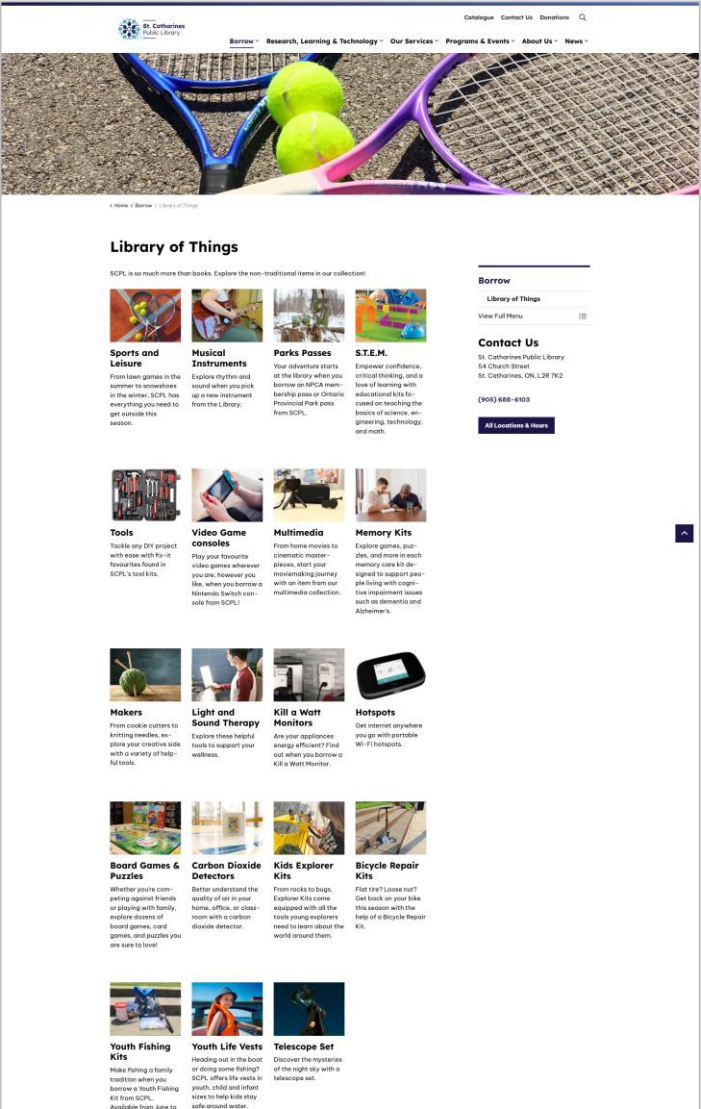 Catalogue Contact Us Donations
St. Catharines
Public Library
Borrow Research, Learning & Technology Our Services Programs & Events About Us News
Home Borrow Library of Things
Library of Things
SCPL is so much more than books. Explore the non-traditional items in our collection!
Sports and
Leisure
From lawn games in the
summer to snowshoes
in the winter, SCPL has
everything you need to
get outside this
season.
Musical
Instruments
Explore rhythm and
sound when you pick
up a new instrument
from the Library.
Parks Passes
Your adventure starts
at the library when you
borrow an NPCA mem-
bership pass or Ontario
Provincial Park pass
from SCPL.
S.T.E.M.
Empower confidence,
critical thinking, and a
love of learning with
educational kits fo-
cused on teaching the
basics of science, en-
gineering, technology,
and math.
Borrow
Library of Things
View Full Menu
Contact Us
St. Catharines Public Library
54 Church Street
St. Catharines, ON, L2R 7K2
(905) 688-6103
All Locations & Hours
Tools
Tackle any DIY project
with ease with fix-it
favourites found in
SCPL's tool kits.
Video Game
consoles
Play your favourite
video games wherever
you are, however you
like, when you borrow a
Nintendo Switch con-
sole from SCPL!
Multimedia
From home movies to
cinematic master-
pieces, start your
moviemaking journey
with an item from our
multimedia collection.
Memory Kits
Explore games, puz-
zles, and more in each
memory care kit de-
signed to support peo-
ple living with cogni-
tive impairment issues
such as dementia and
Alzheimer's.
Makers
From cookie cutters to
knitting needles, ex-
plore your creative side
with a variety of help-
ful tools.
Light and
Sound Therapy
Explore these helpful
tools to support your
wellness.
Kill a Watt
Monitors
Are your appliances
energy efficient? Find
out when you borrow a
Kill a Watt Monitor.
Hotspots
Get internet anywhere
you go with portable
Wi-Fi hotspots.
Board Games &
Puzzles
Whether you're com-
peting against friends
or playing with family,
explore dozens of
board games, card
games, and puzzles you
are sure to love!
Carbon Dioxide
Detectors
Better understand the
quality of air in your
home, office, or class-
room with a carbon
dioxide detector.
Kids Explorer
Kits
From rocks to bugs,
Explorer Kits come
equipped with all the
tools young explorers
need to learn about the
world around them.
Bicycle Repair
Kits
Flat tire? Loose nut?
Get back on your bike
this season with the
help of a Bicycle Repair
Kit.
Youth Fishing
Kits
Make fishing a family
tradition when you
borrow a Youth Fishing
Kit from SCPL.
Available from June to
Youth Life Vests
Heading out in the boat
or doing some fishing?
SCPL offers life vests in
youth, child and infant
sizes to help kids stay
safe around water.
Telescope Set
Discover the mysteries
of the night sky with a
telescope set.